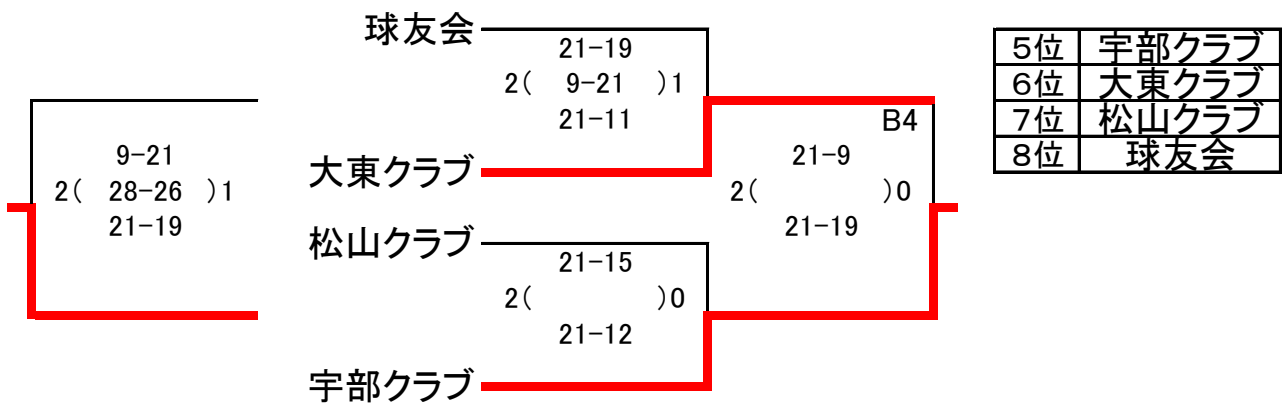 球友会
21-19
2( 9-21 )1
21-11
大東クラブ
松山クラブ
21-15
2( )0
21-12
宇部クラブ
9-21
2( 28-26 )1
21-19
B4
21-9
2( )0
21-19
5位 宇部クラブ
6位 大東クラブ
7位 松山クラブ
8位 球友会